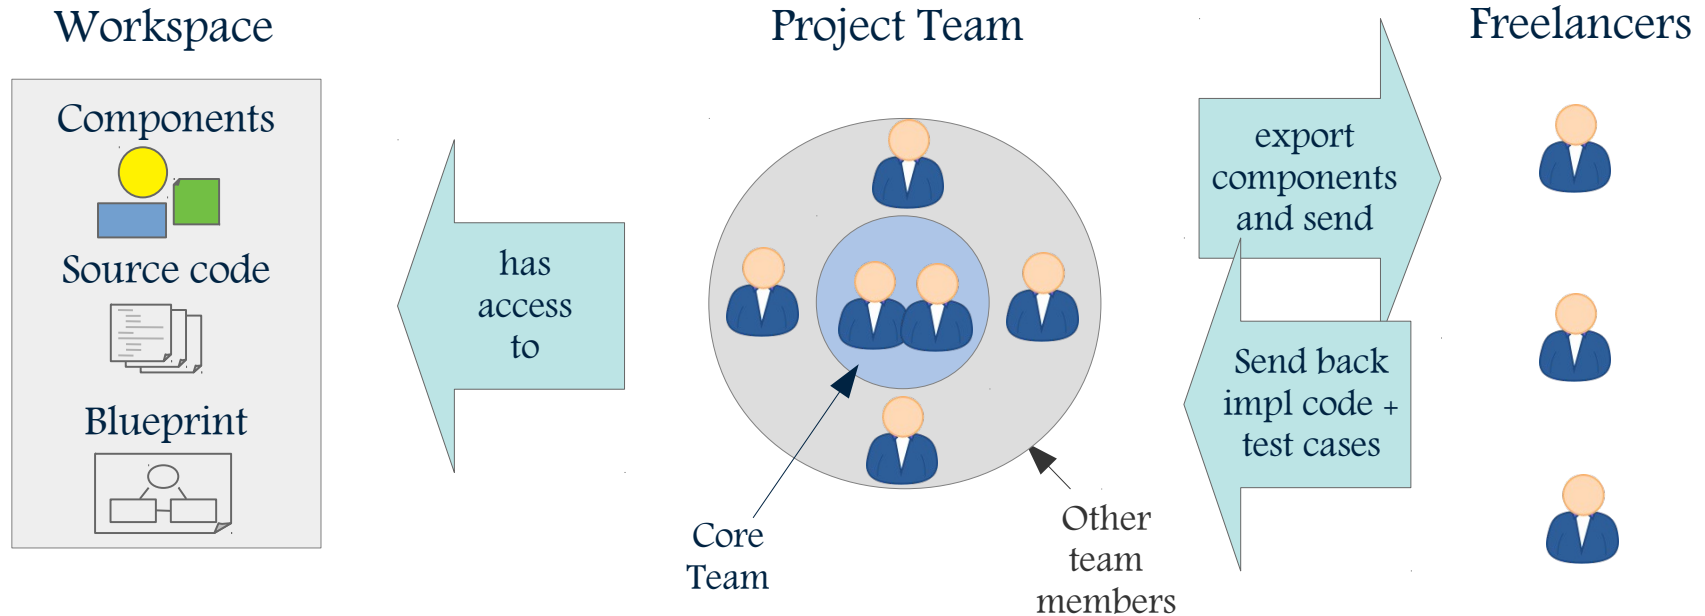 Workspace
Project Team
Freelancers
Components
Source code
Blueprint
has
access
to
Core
Team
Other
team
members
export
components
and send
Send back
impl code +
test cases